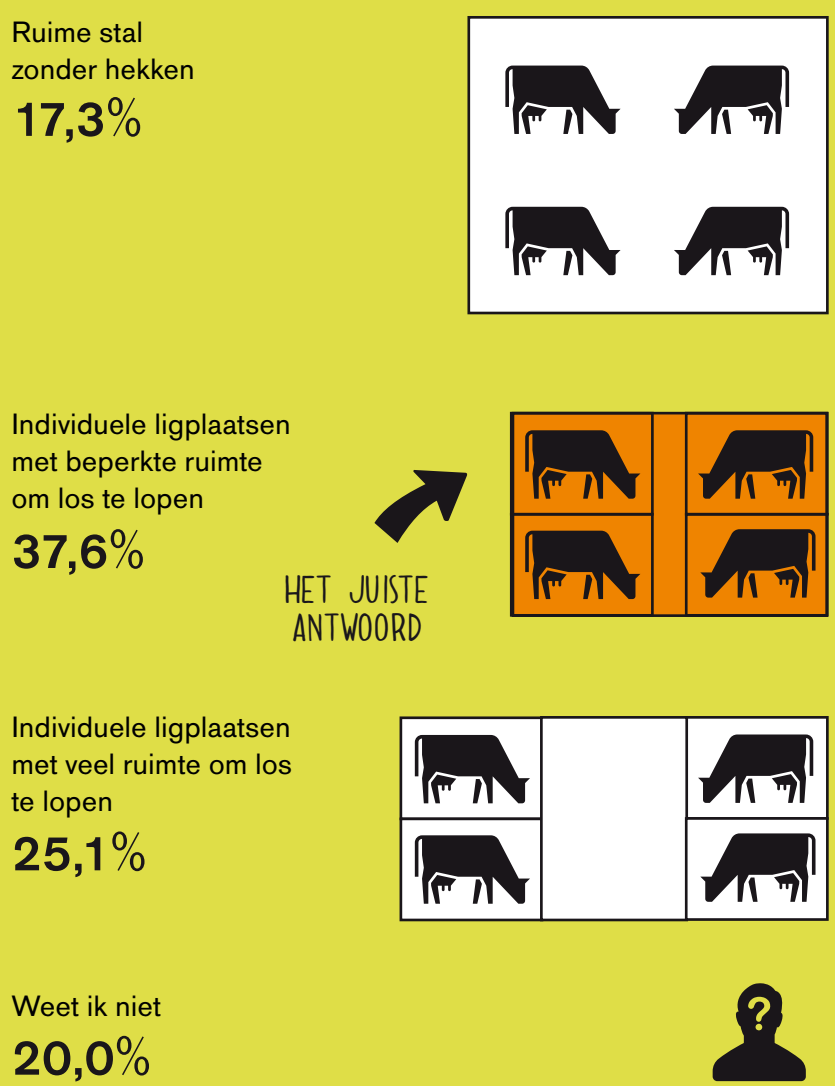 Ruime stal
zonder hekken
17,3%
Individuele ligplaatsen
met beperkte ruimte
om los te lopen
37,6%
HET JUISTE
ANTWOORD
Individuele ligplaatsen
met veel ruimte om los
te lopen
25,1%
Weet ik niet
?
20,0%